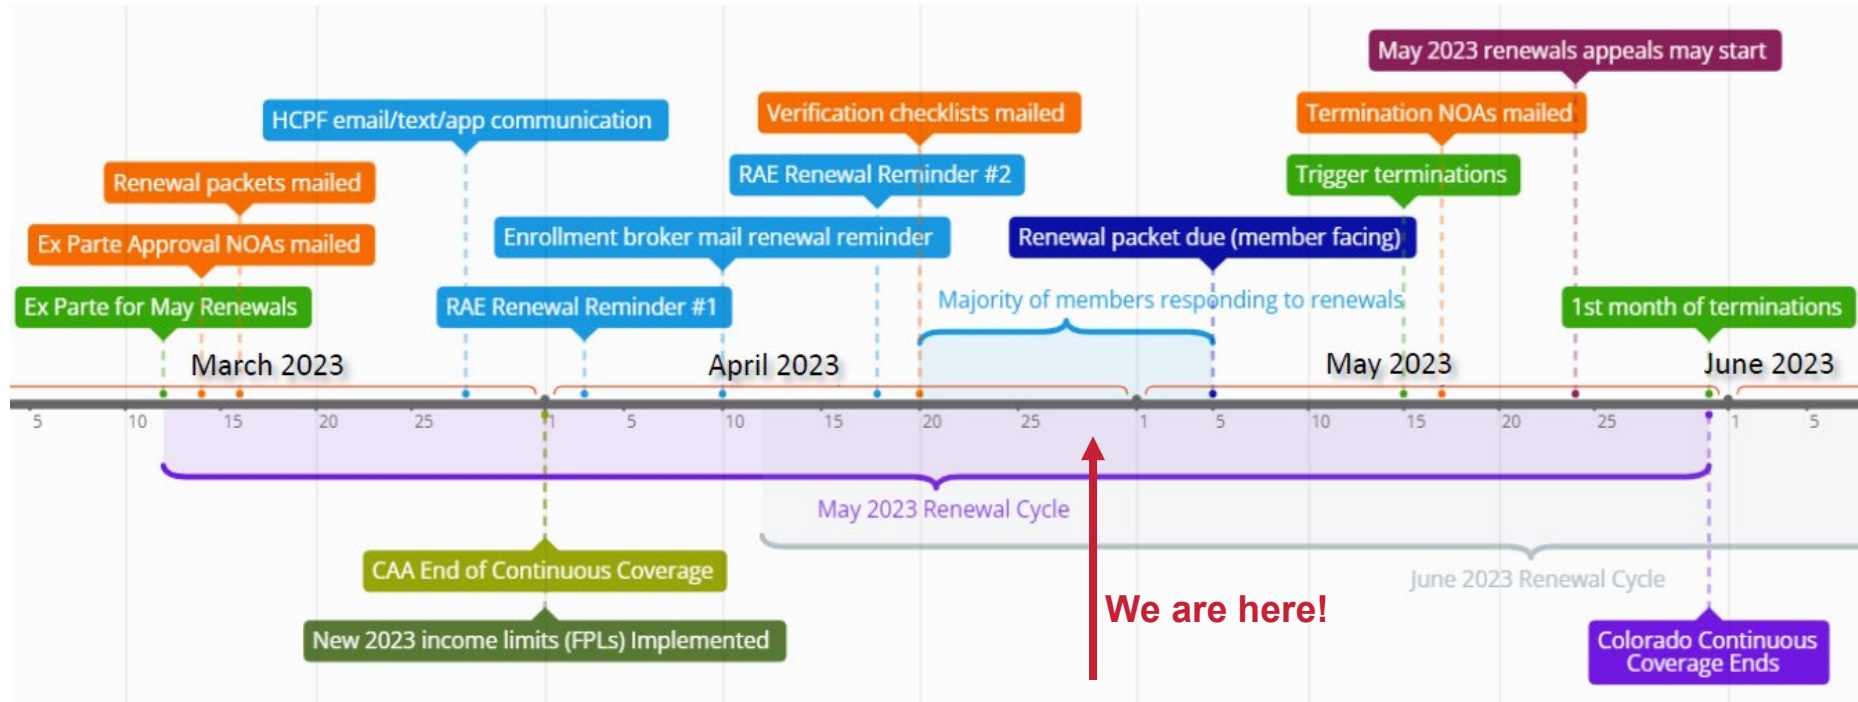 May 2023 renewals appeals may start
HCPF email/text/app communication
Verification checklists mailed
Termination NOAs mailed
Renewal packets mailed
RAE Renewal Reminder #2
Trigger terminations
Ex Parte Approval NOAs mailed
Enrollment broker mail renewal reminder
Renewal packet due (member facing)
Ex Parte for May Renewals
RAE Renewal Reminder #1
Majority of members responding to renewals
1st month of terminations
March 2023
April 2023
May 2023
June 2023
5 10 15 20 25 1 5 10 15 20 25 1 5 10 15 20 25 1 5
May 2023 Renewal Cycle
CAA End of Continuous Coverage
June 2023 Renewal Cycle
We are here!
New 2023 income limits (FPLs) Implemented
Colorado Continuous
Coverage Ends